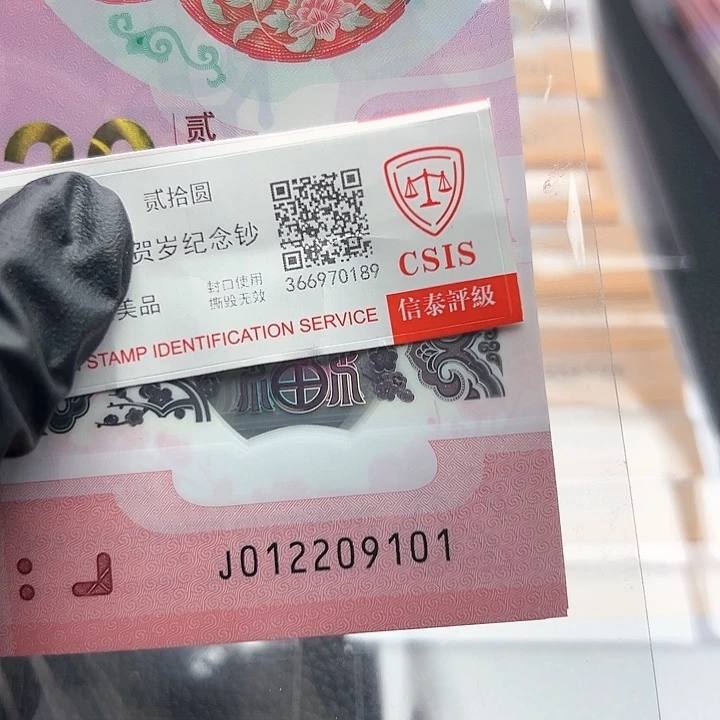 贰
贰拾圆
贺岁纪念钞
美品
封口使用
撕毁无效
366970189
CSIS
信泰評級
STAMP IDENTIFICATION SERVICE
J012209101